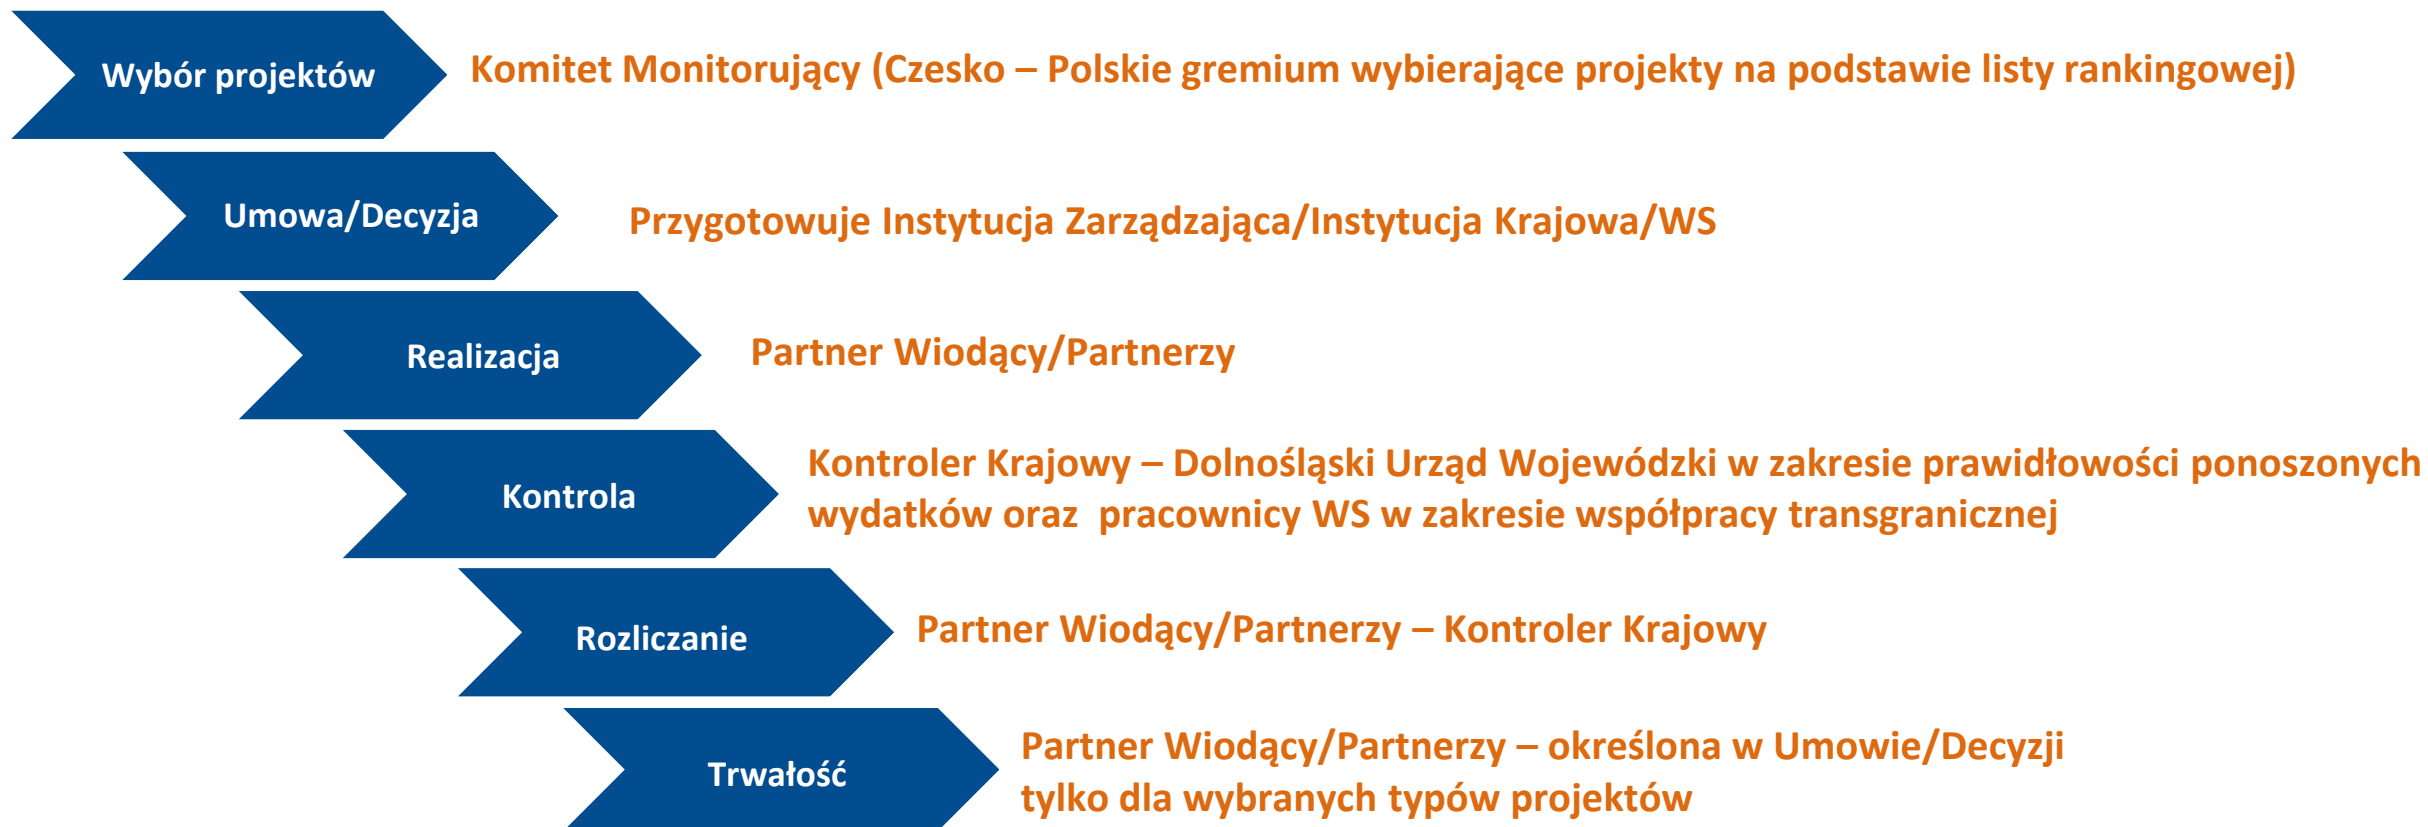 Wybór projektów
Komitet Monitorujący (Czesko – Polskie gremium wybierające projekty na podstawie listy rankingowej)
Umowa/Decyzja
Przygotowuje Instytucja Zarządzająca/Instytucja Krajowa/WS
Realizacja
Partner Wiodący/Partnerzy
Kontrola
Kontroler Krajowy – Dolnośląski Urząd Wojewódzki w zakresie prawidłowości ponoszonych
wydatków oraz  pracownicy WS w zakresie współpracy transgranicznej
Rozliczanie
Partner Wiodący/Partnerzy – Kontroler Krajowy
Trwałość
Partner Wiodący/Partnerzy – określona w Umowie/Decyzji
tylko dla wybranych typów projektów